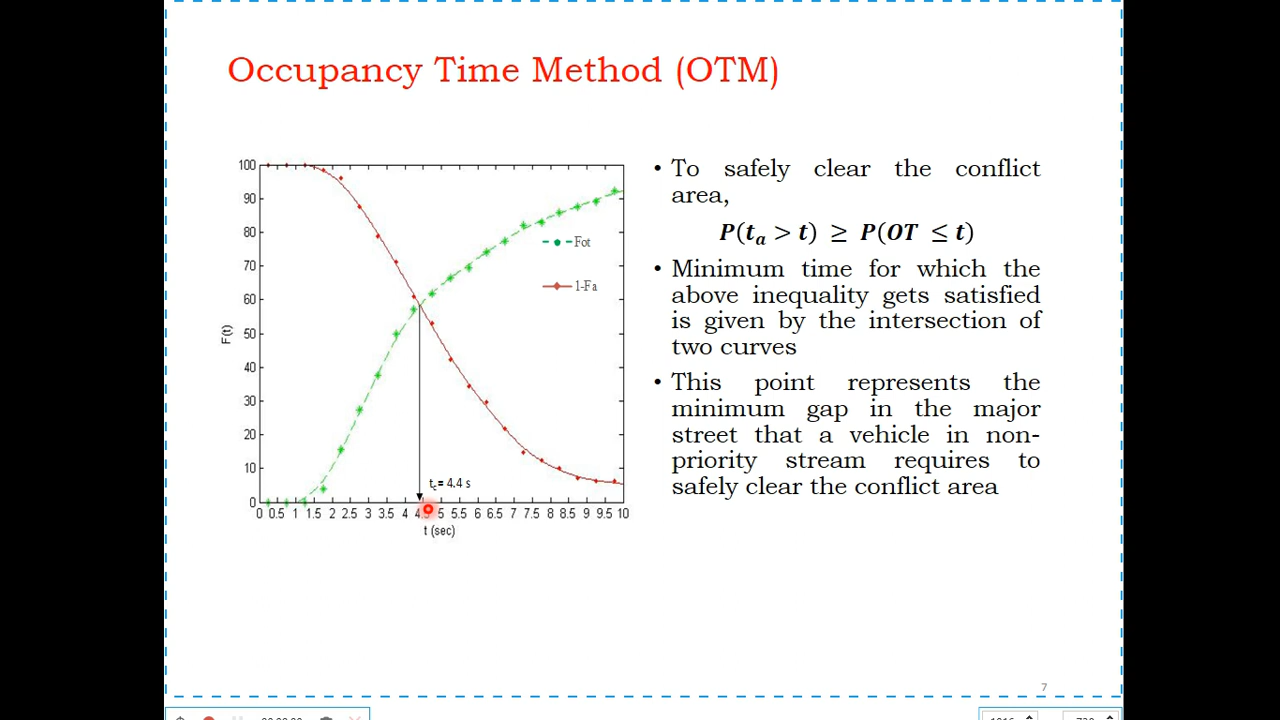 Occupancy Time Method (OTM)
100
90
80
70
60
50
40
30
20
10
0
F(t)
Fot
1-Fa
tc= 4.4 s
0 0.5 1 1.5 2 2.5 3 3.5 4 4.5 5 5.5 6 6.5 7 7.5 8 8.5 9 9.5 10
t (sec)
• To safely clear the conflict
area,
P(ta > t) ≥ P(OT ≤ t)
• Minimum time for which the
above inequality gets satisfied
is given by the intersection of
two curves
• This point represents the
minimum gap in the major
street that a vehicle in non-
priority stream requires to
safely clear the conflict area
7